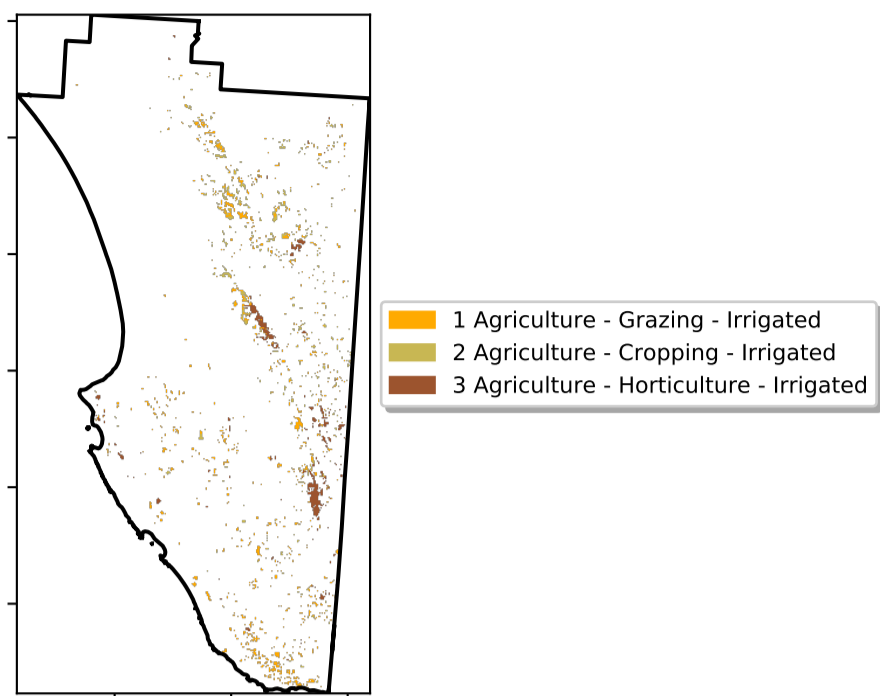 1 Agriculture - Grazing - Irrigated
2 Agriculture - Cropping - Irrigated
3 Agriculture - Horticulture - Irrigated